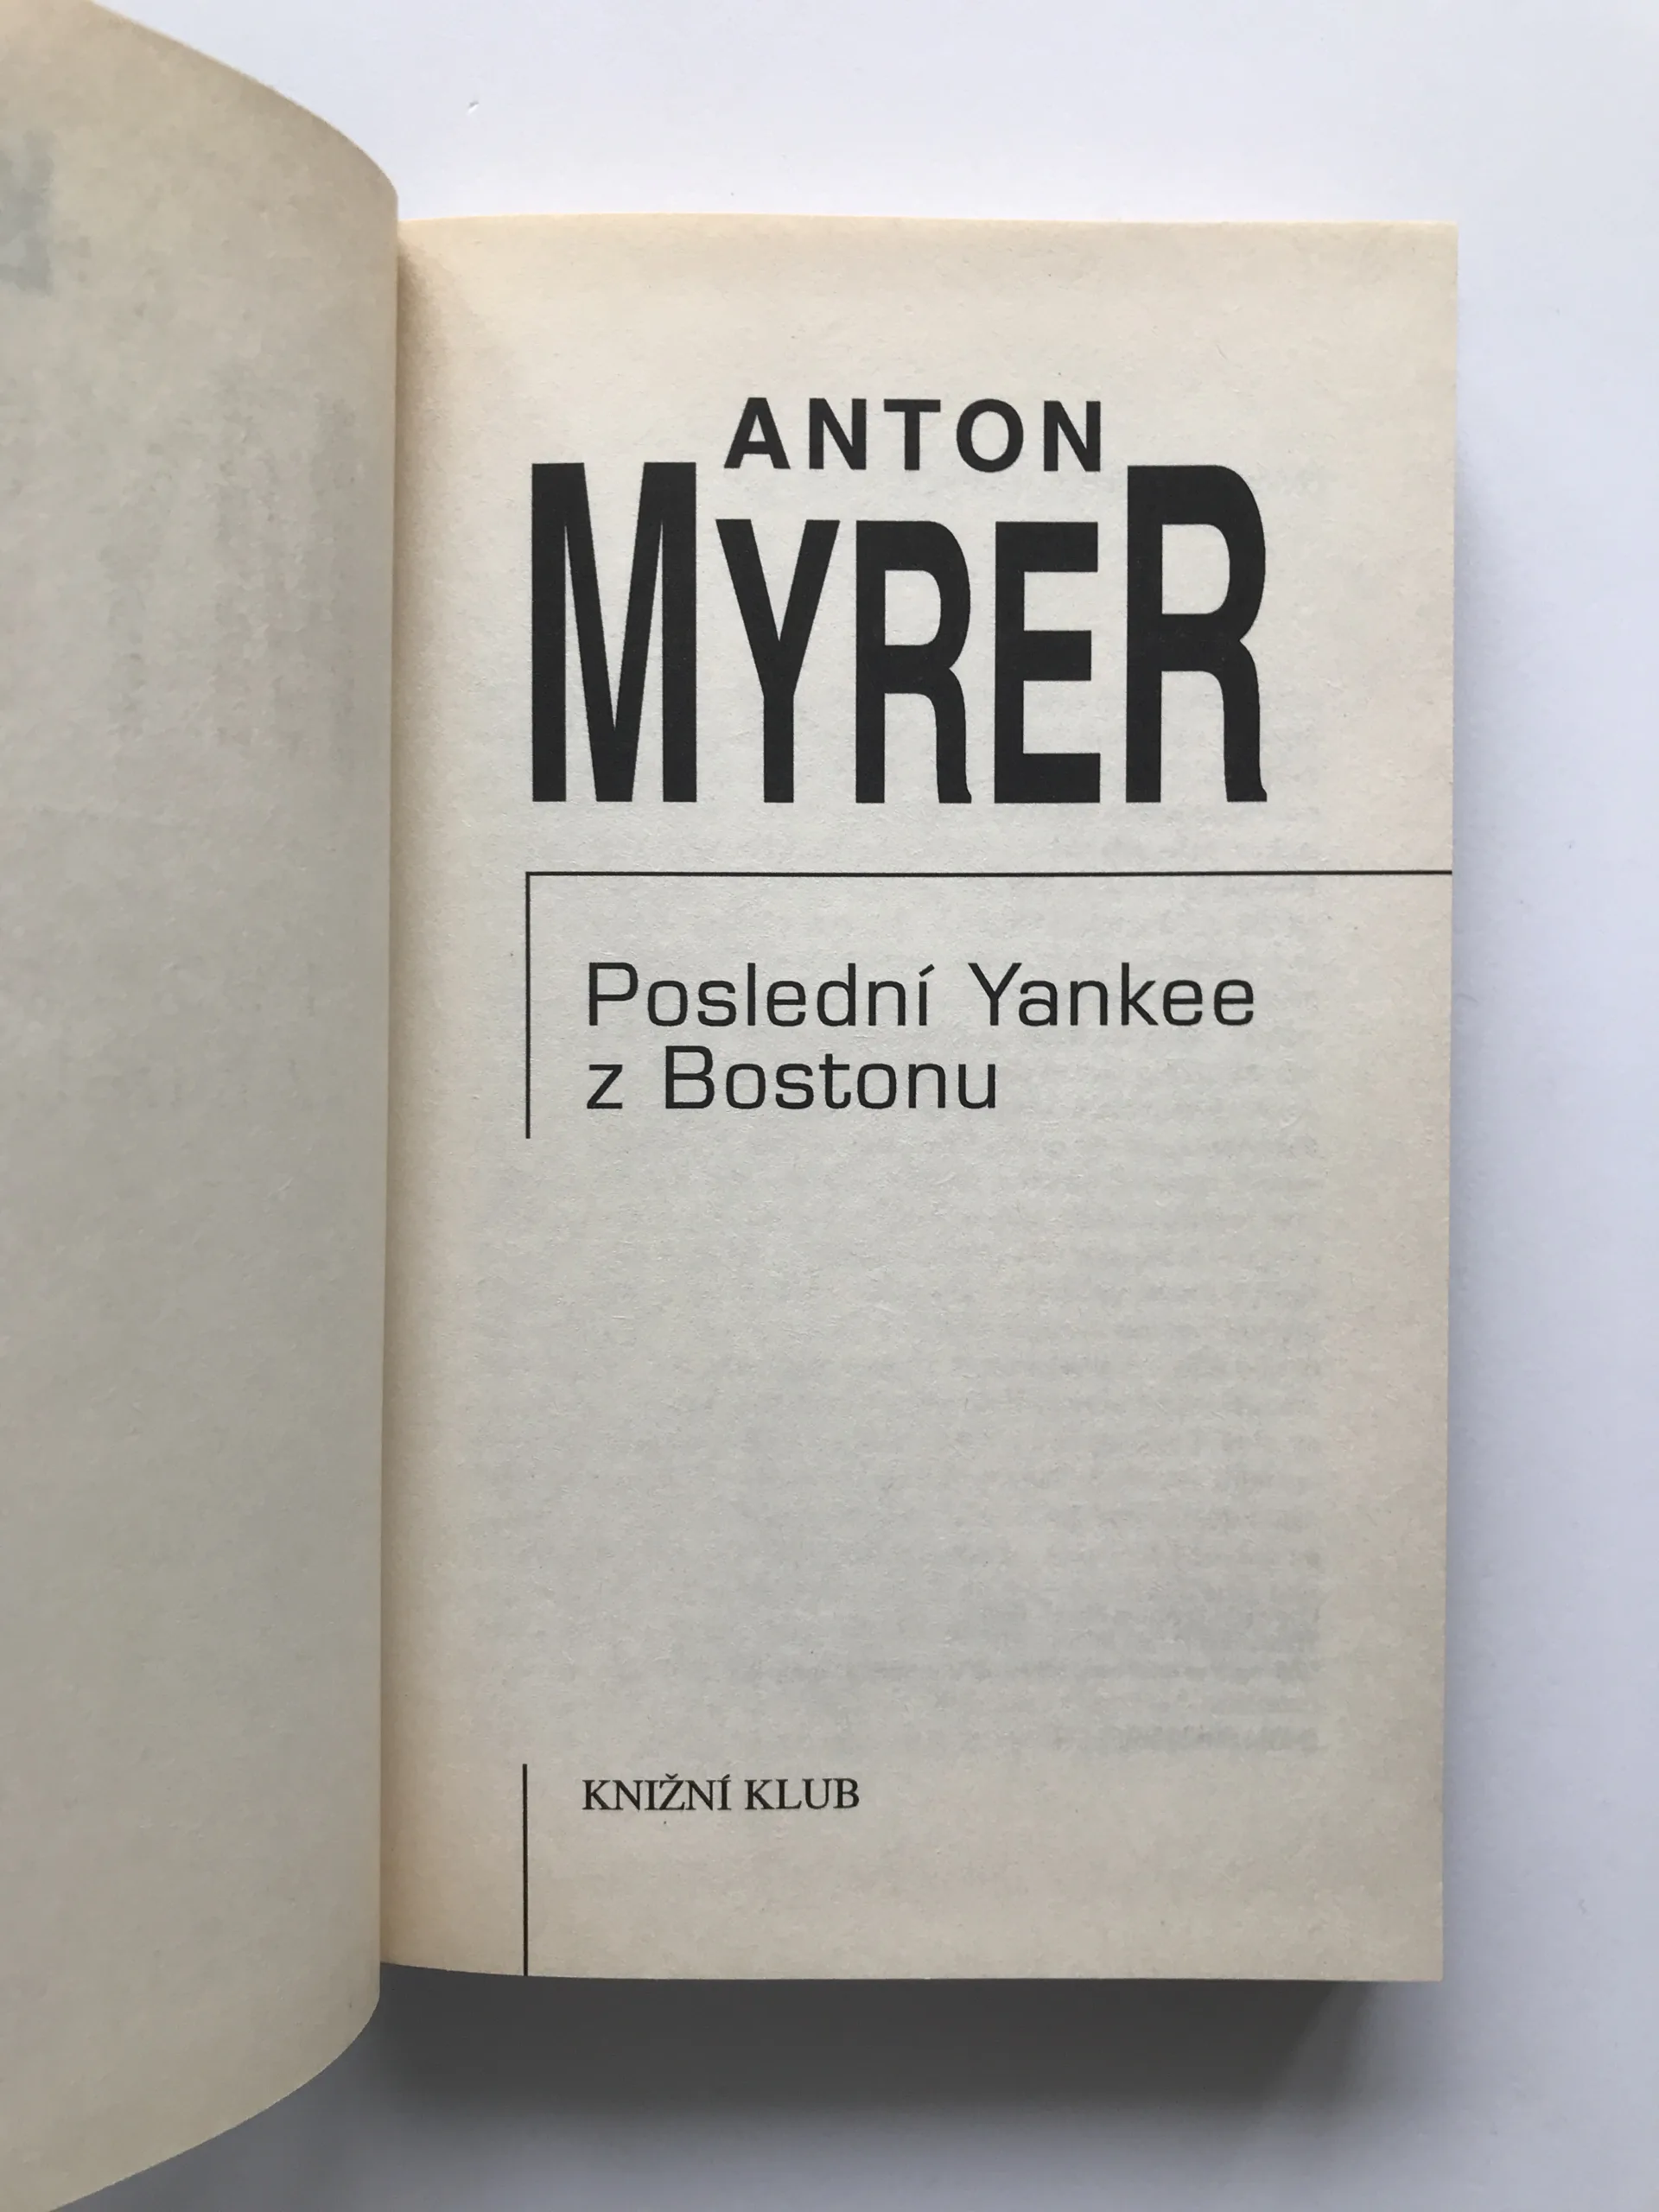 ANTON
MYRER
Poslední Yankee
z Bostonu
KNIŽNÍ KLUB